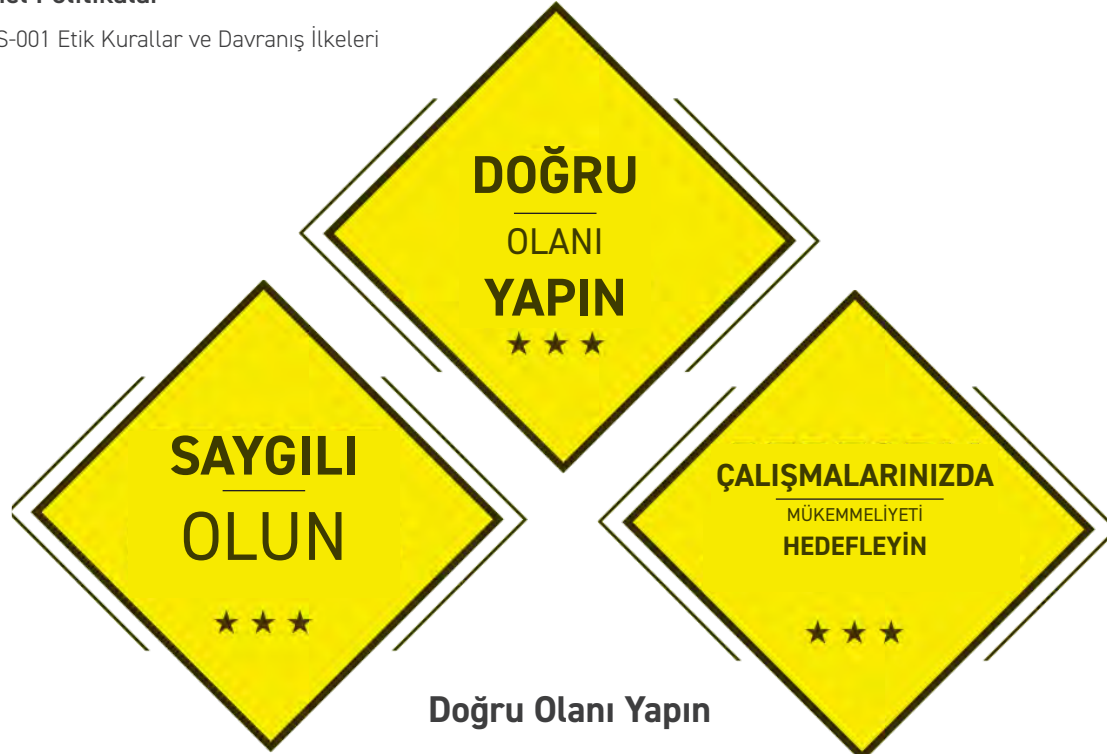 S-001 Etik Kurallar ve Davranış İlkeleri
DOĞRU
OLANI
YAPIN
SAYGILI
OLUN
ÇALIŞMALARINIZDA
MÜKEMMELİYETİ
HEDEFLEYİN
Doğru Olanı Yapın